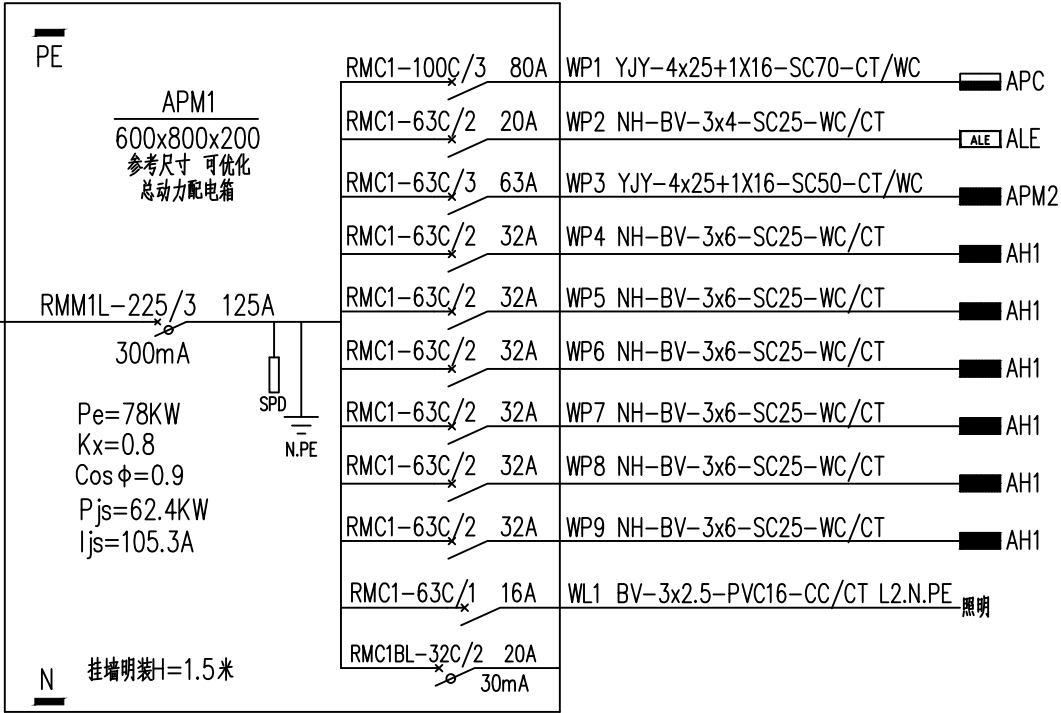 PE
APM1
600x800x200
参考尺寸 可优化
总动力配电箱
RMM1L-225/3 125A
300mA
SPD
N.PE
Pe=78KW
Kx=0.8
Cosφ=0.9
Pjs=62.4KW
Ijs=105.3A
挂墙明装H=1.5米
N
RMC1-100C/3 80A WP1 YJY-4x25+1X16-SC70-CT/WC APC
RMC1-63C/2 20A WP2 NH-BV-3x4-SC25-WC/CT ALE ALE
RMC1-63C/3 63A WP3 YJY-4x25+1X16-SC50-CT/WC APM2
RMC1-63C/2 32A WP4 NH-BV-3x6-SC25-WC/CT AH1
RMC1-63C/2 32A WP5 NH-BV-3x6-SC25-WC/CT AH1
RMC1-63C/2 32A WP6 NH-BV-3x6-SC25-WC/CT AH1
RMC1-63C/2 32A WP7 NH-BV-3x6-SC25-WC/CT AH1
RMC1-63C/2 32A WP8 NH-BV-3x6-SC25-WC/CT AH1
RMC1-63C/2 32A WP9 NH-BV-3x6-SC25-WC/CT AH1
RMC1-63C/1 16A WL1 BV-3x2.5-PVC16-CC/CT L2.N.PE 照明
RMC1BL-32C/2 20A
30mA